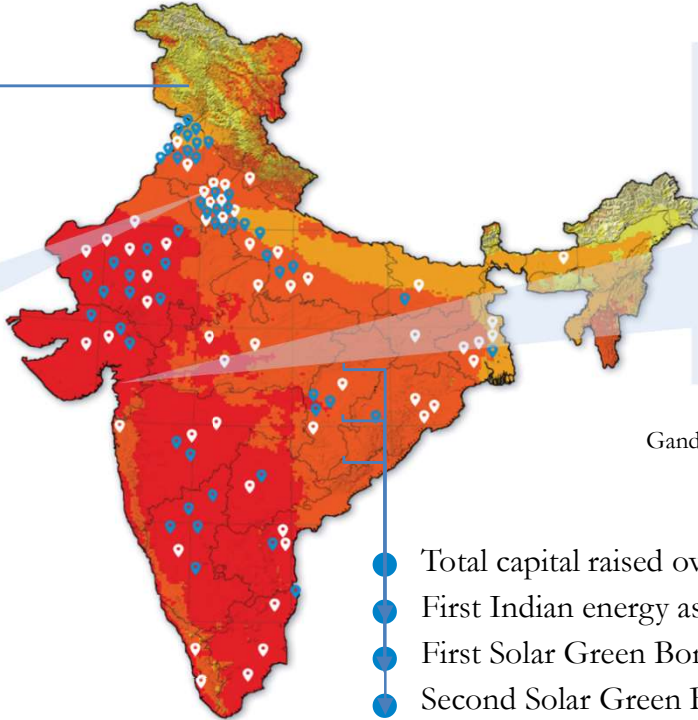 Gand
Total capital raised ov
First Indian energy as
First Solar Green Bor
Second Solar Green